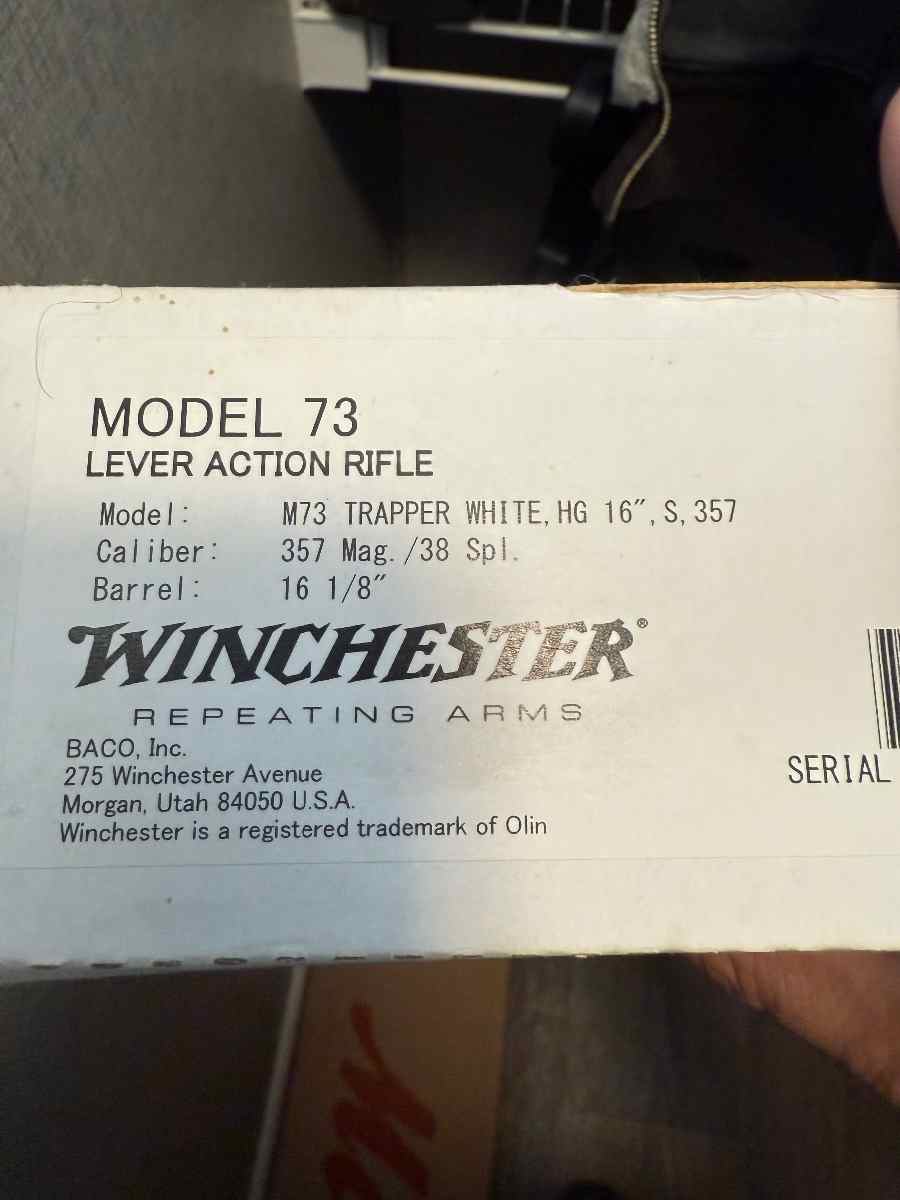 MODEL 73
LEVER ACTION RIFLE
Model: M73 TRAPPER WHITE, HG 16", S, 357
Caliber: 357 Mag. /38 Spl.
Barrel: 16 1/8"
WINCHESTER®
REPEATING ARMS
BACO, Inc.
275 Winchester Avenue
Morgan, Utah 84050 U.S.A.
Winchester is a registered trademark of Olin
SERIAL